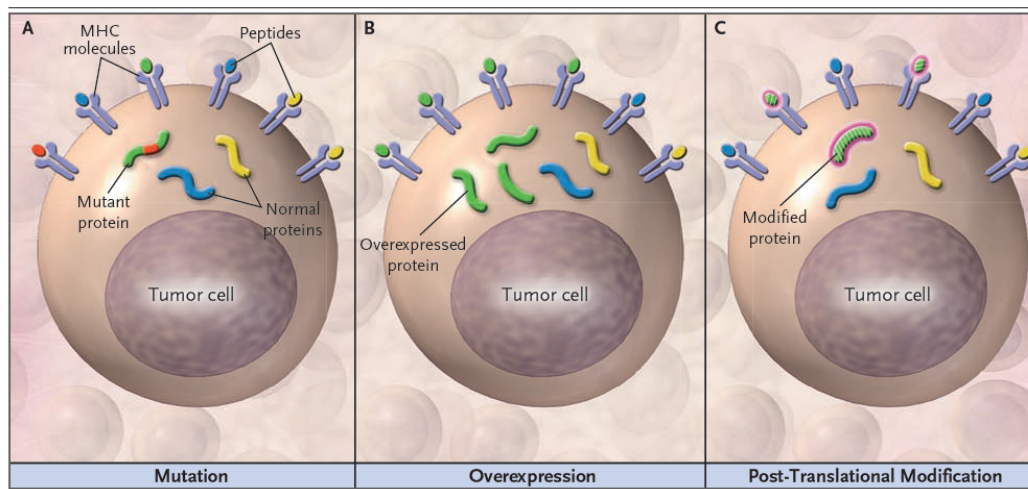 A
MHC
molecules
Peptides
Mutant
protein
Normal
proteins
Tumor cell
Mutation
B
Overexpressed
protein
Tumor cell
Overexpression
C
Modified
protein
Tumor cell
Post-Translational Modification